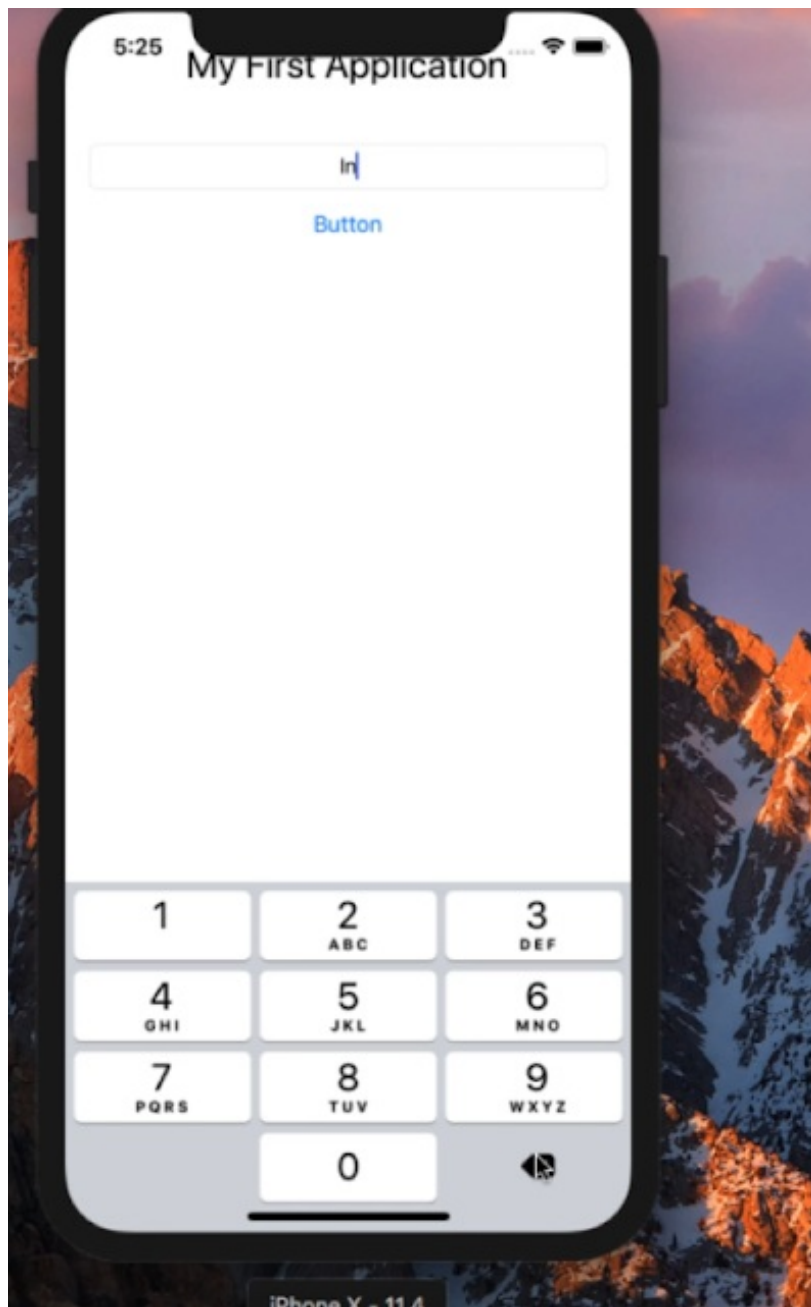 5:25
My First Application
In
Button
1
2
ABC
3
DEF
4
GHI
5
JKL
6
MNO
7
PQRS
8
TUV
9
WXYZ
0
iPhone X - 11.4